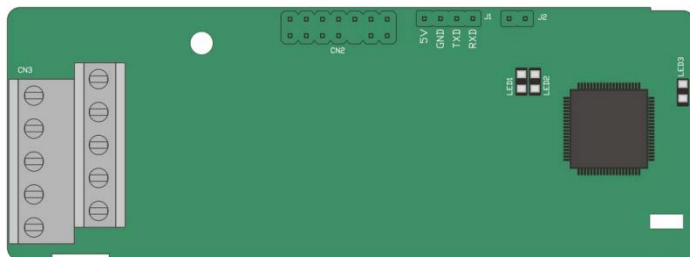 CN3
CN2
5V
GND
TXD
RXD
J1
J2
LED1
LED2
LED3